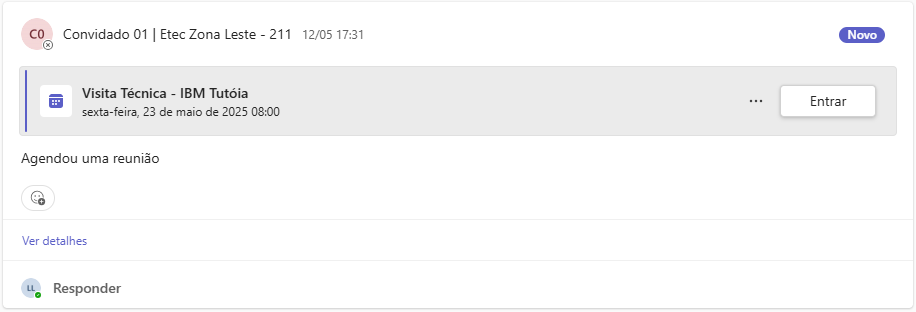 C0 Convidado 01 | Etec Zona Leste - 211 12/05 17:31 Novo
Visita Técnica - IBM Tutóia
sexta-feira, 23 de maio de 2025 08:00
... Entrar
Agendou uma reunião
Ver detalhes
LL Responder